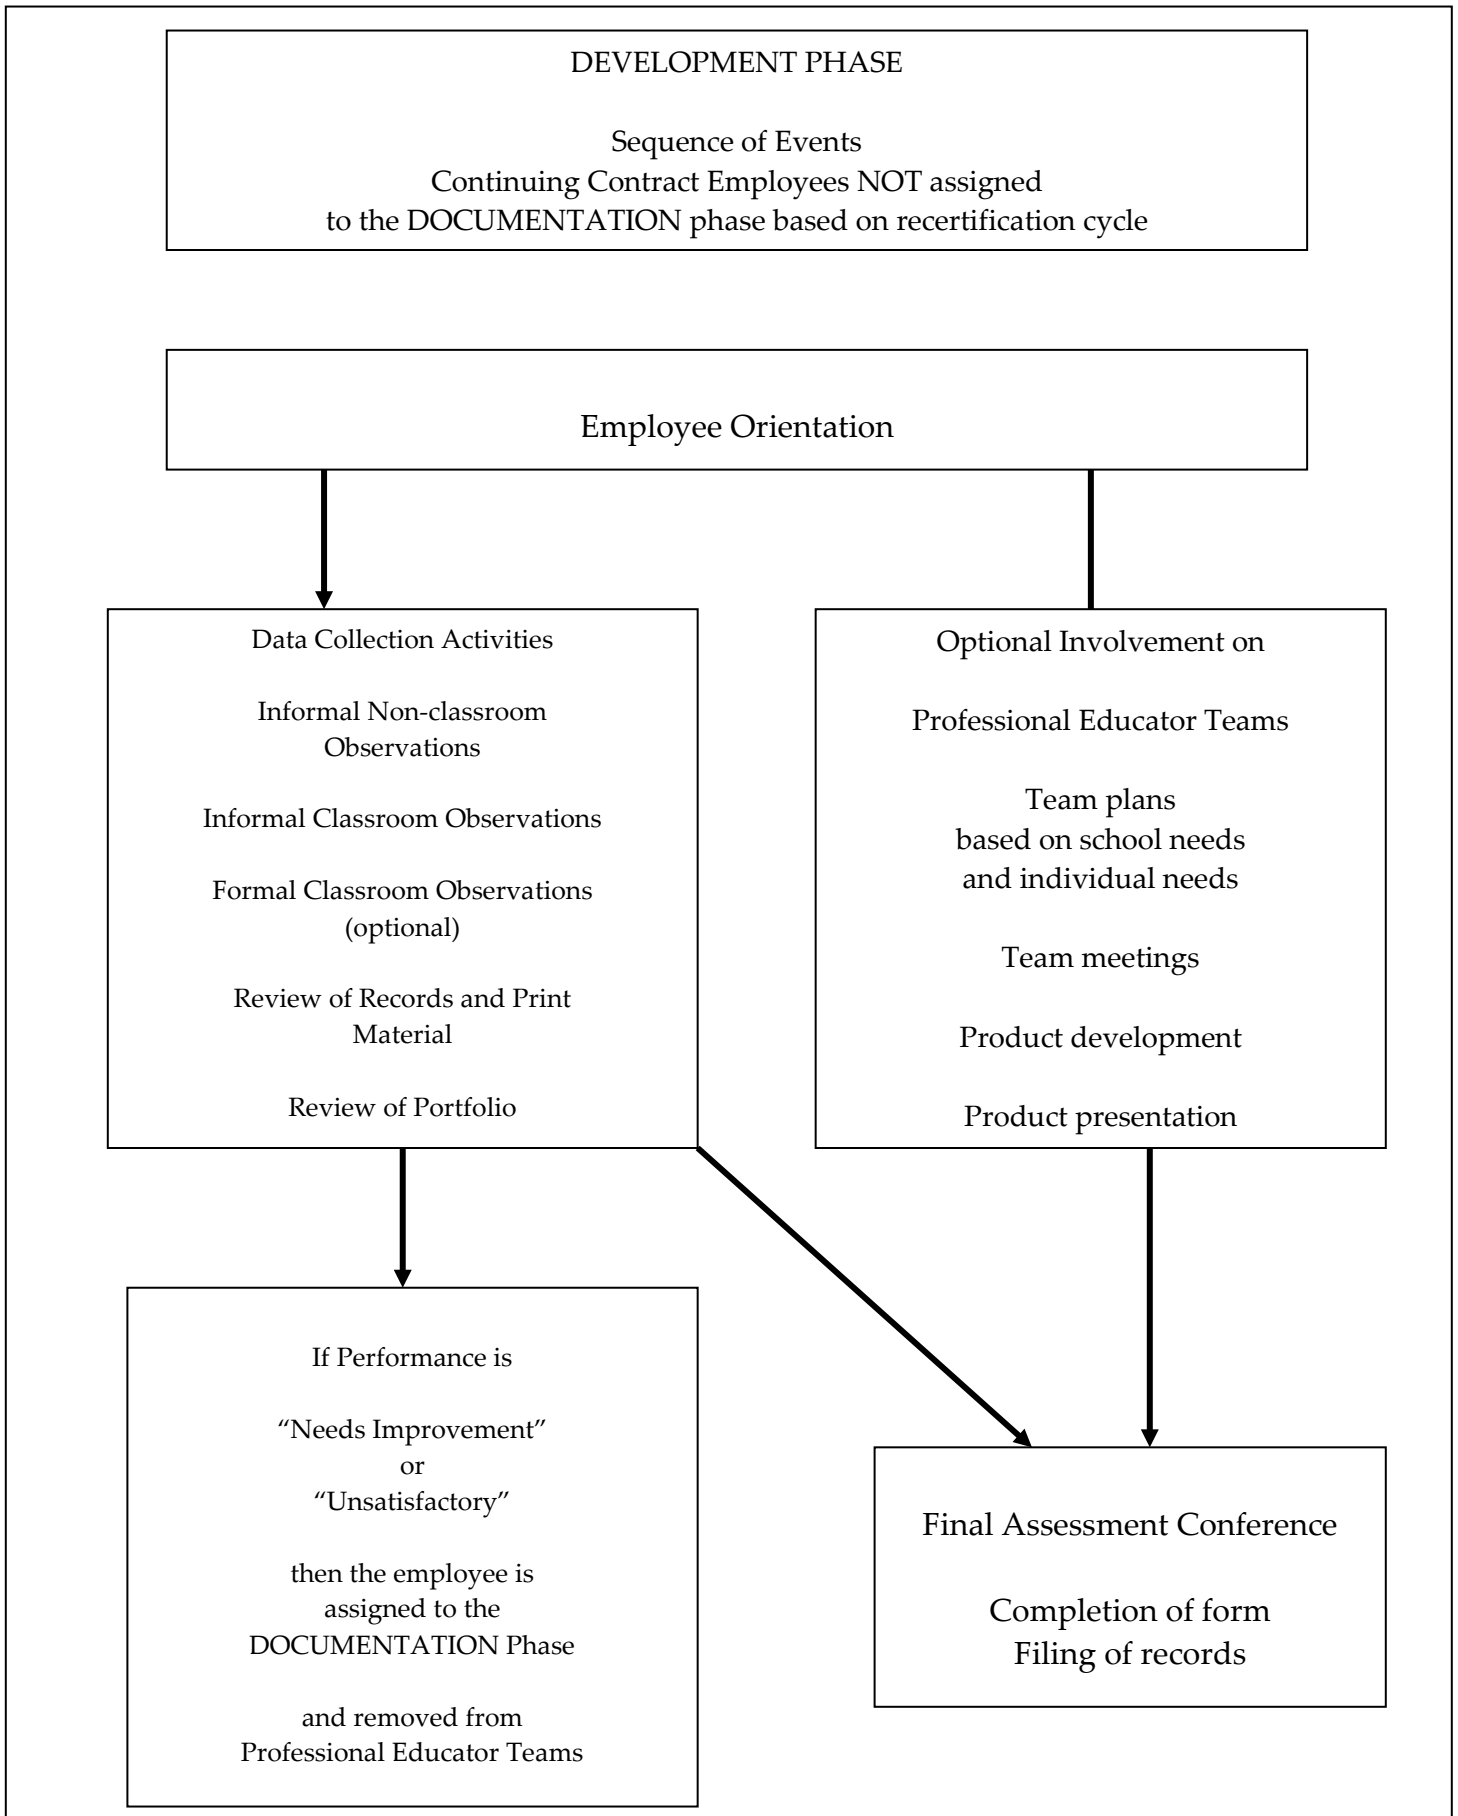 DEVELOPMENT PHASE
Sequence of Events
Continuing Contract Employees NOT assigned
to the DOCUMENTATION phase based on recertification cycle
Employee Orientation
Data Collection Activities
Informal Non-classroom
Observations
Informal Classroom Observations
Formal Classroom Observations
(optional)
Review of Records and Print
Material
Review of Portfolio
Optional Involvement on
Professional Educator Teams
Team plans
based on school needs
and individual needs
Team meetings
Product development
Product presentation
If Performance is
“Needs Improvement”
or
“Unsatisfactory”
then the employee is
assigned to the
DOCUMENTATION Phase
and removed from
Professional Educator Teams
Final Assessment Conference
Completion of form
Filing of records